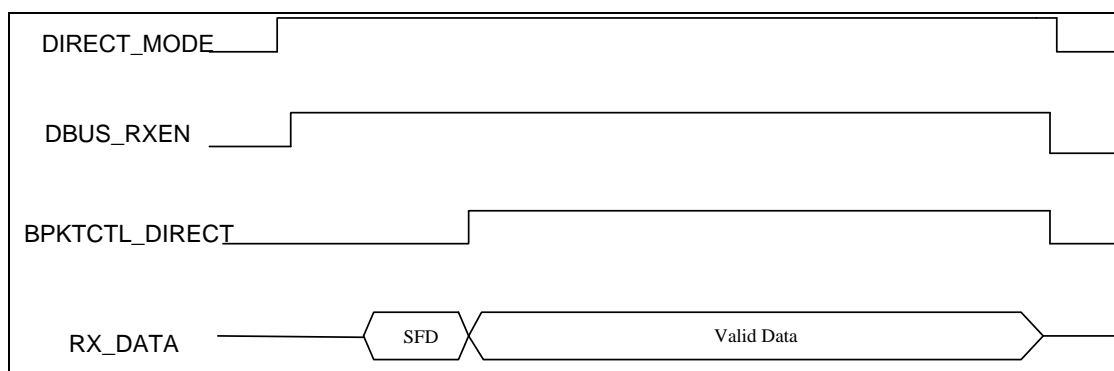 DIRECT_MODE
DBUS_RXEN
BPKTCTL_DIRECT
RX_DATA SFD Valid Data